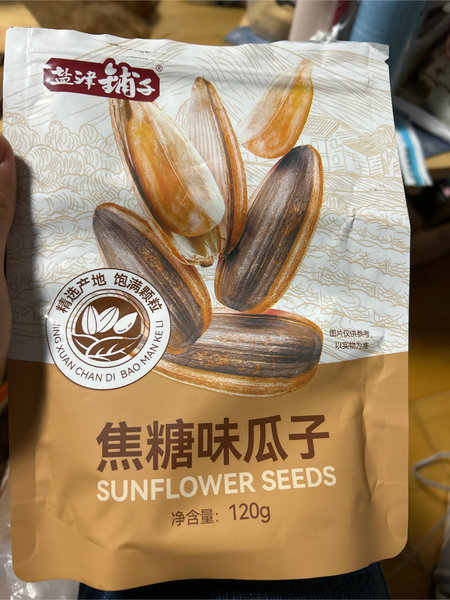 盐津铺子®
精选产地 饱满颗粒
JING XUAN CHAN DI BAO MAN KE LI
图片仅供参考
以实物为准
焦糖味瓜子
SUNFLOWER SEEDS
净含量: 120g